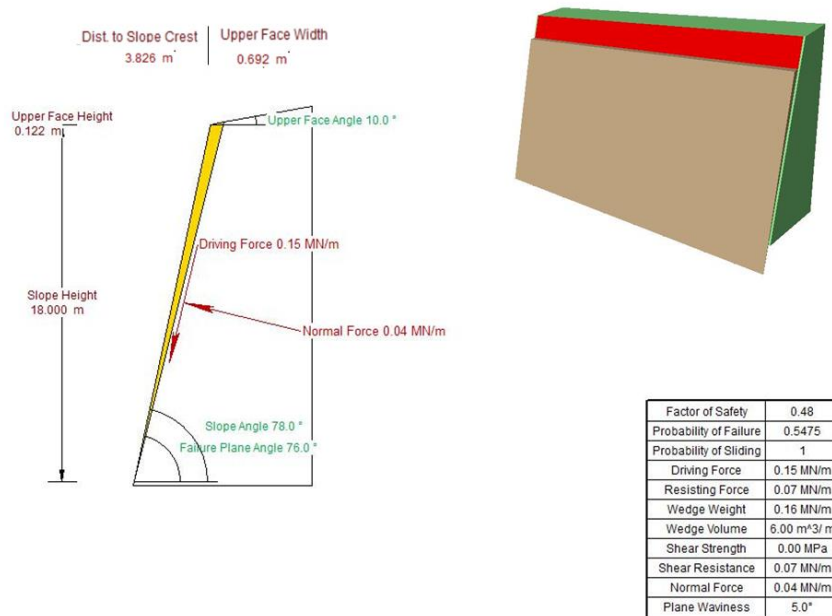 Dist. to Slope Crest
3.826 m
Upper Face Width
0.692 m
Upper Face Height
0.122 m
Upper Face Angle 10.0 °
Driving Force 0.15 MN/m
Slope Height
18.000 m
Normal Force 0.04 MN/m
Slope Angle 78.0 °
Failure Plane Angle 76.0 °
Factor of Safety 0.48
Probability of Failure 0.5475
Probability of Sliding 1
Driving Force 0.15 MN/m
Resisting Force 0.07 MN/m
Wedge Weight 0.16 MN/m
Wedge Volume 6.00 m^3/ m
Shear Strength 0.00 MPa
Shear Resistance 0.07 MN/m
Normal Force 0.04 MN/m
Plane Waviness 5.0°